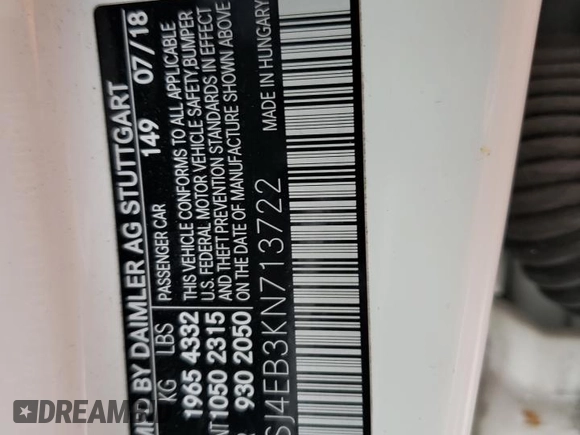 MFD BY DAIMLER AG STUTTGART
149 07/18
KG LBS PASSENGER CAR
1965 4332 THIS VEHICLE CONFORMS TO ALL APPLICABLE
U.S. FEDERAL MOTOR VEHICLE SAFETY, BUMPER
1050 2315 AND THEFT PREVENTION STANDARDS IN EFFECT
930 2050 ON THE DATE OF MANUFACTURE SHOWN ABOVE
MADE IN HUNGARY
SJ4EB3KN713722
DREAM